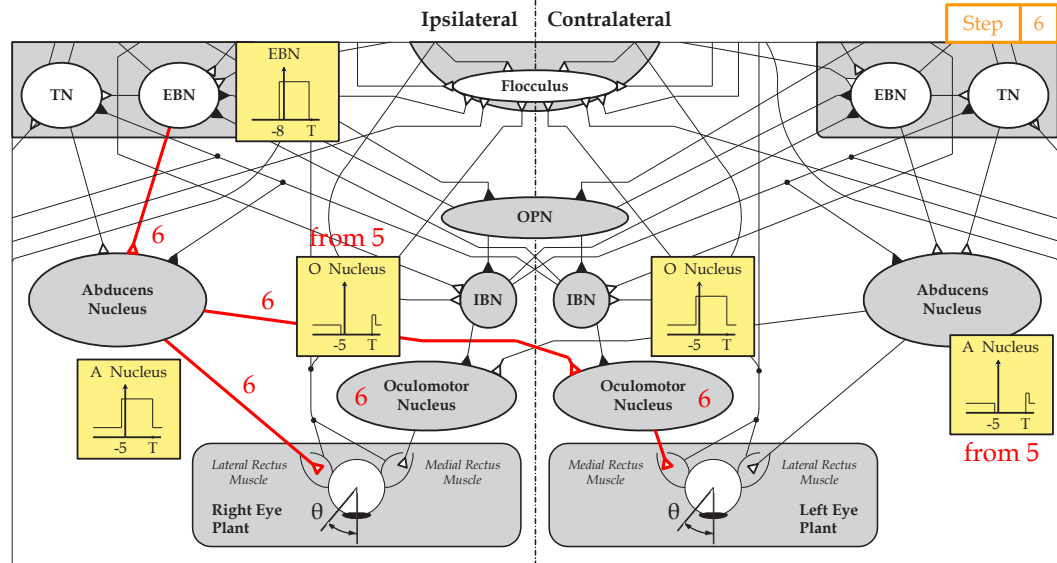 Ipsilateral Contralateral
Step 6
TN
EBN
EBN
-8 T
Flocculus
EBN
TN
OPN
6
from 5
O Nucleus
-5 T
O Nucleus
-5 T
Abducens
Nucleus
6
IBN
IBN
Abducens
Nucleus
A Nucleus
-5 T
6
6
Oculomotor
Nucleus
Oculomotor
Nucleus
6
A Nucleus
-5 T
from 5
Lateral Rectus
Muscle
Medial Rectus
Muscle
θ
Right Eye
Plant
Medial Rectus
Muscle
Lateral Rectus
Muscle
θ
Left Eye
Plant